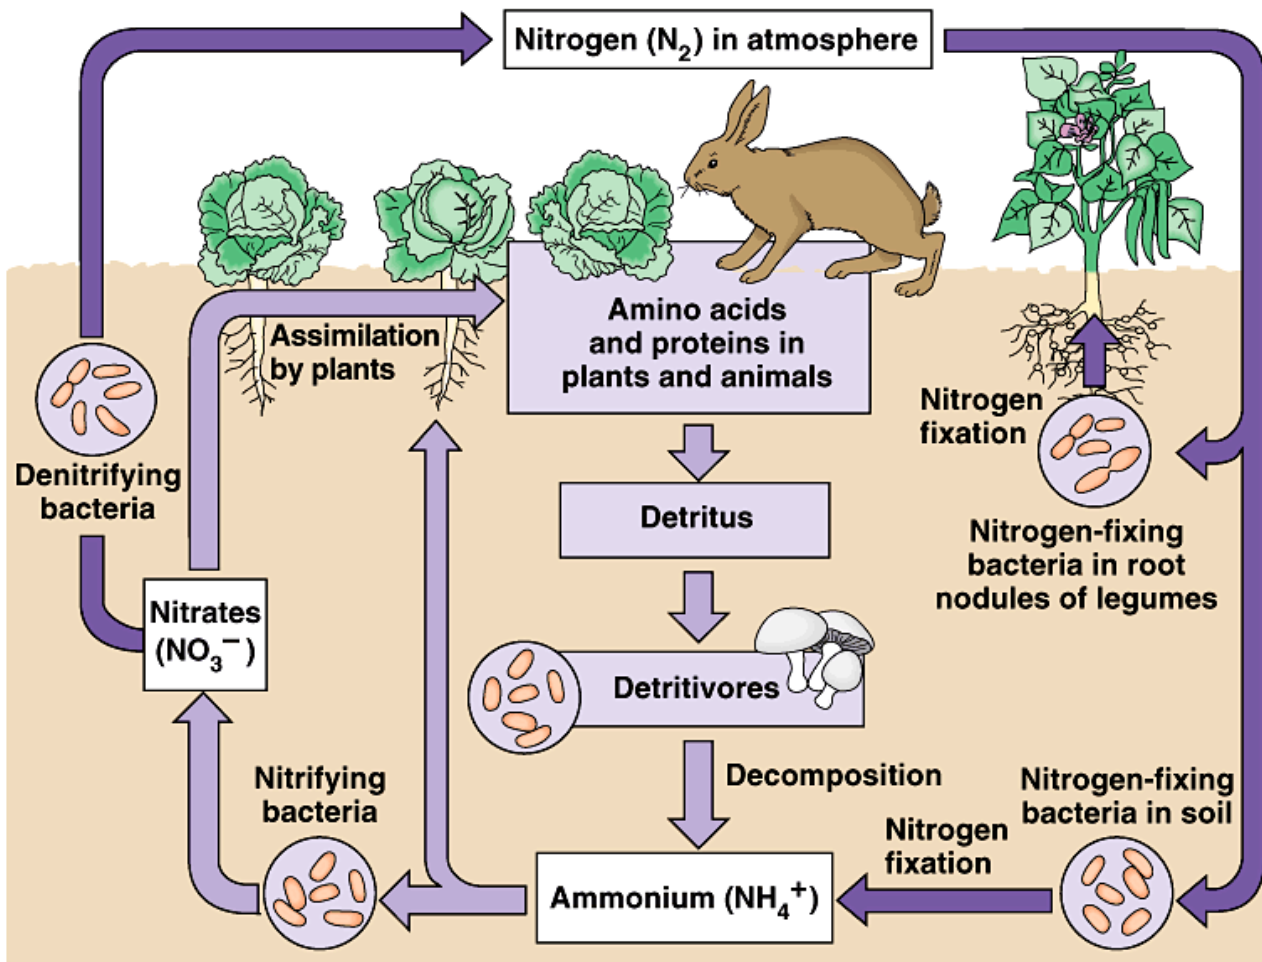 Nitrogen (N₂) in atmosphere
Assimilation
by plants
Amino acids
and proteins in
plants and animals
Nitrogen
fixation
Denitrifying
bacteria
Detritus
Nitrogen-fixing
bacteria in root
nodules of legumes
Nitrates
(NO₃⁻)
Detritivores
Decomposition
Nitrifying
bacteria
Nitrogen-fixing
bacteria in soil
Nitrogen
fixation
Ammonium (NH₄⁺)